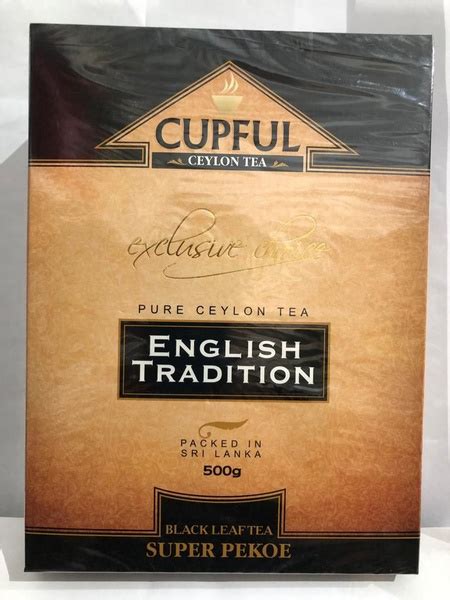 CUPFUL
CEYLON TEA
exclusive choice
PURE CEYLON TEA
ENGLISH
TRADITION
PACKED IN
SRI LANKA
500g
BLACK LEAF TEA
SUPER PEKOE